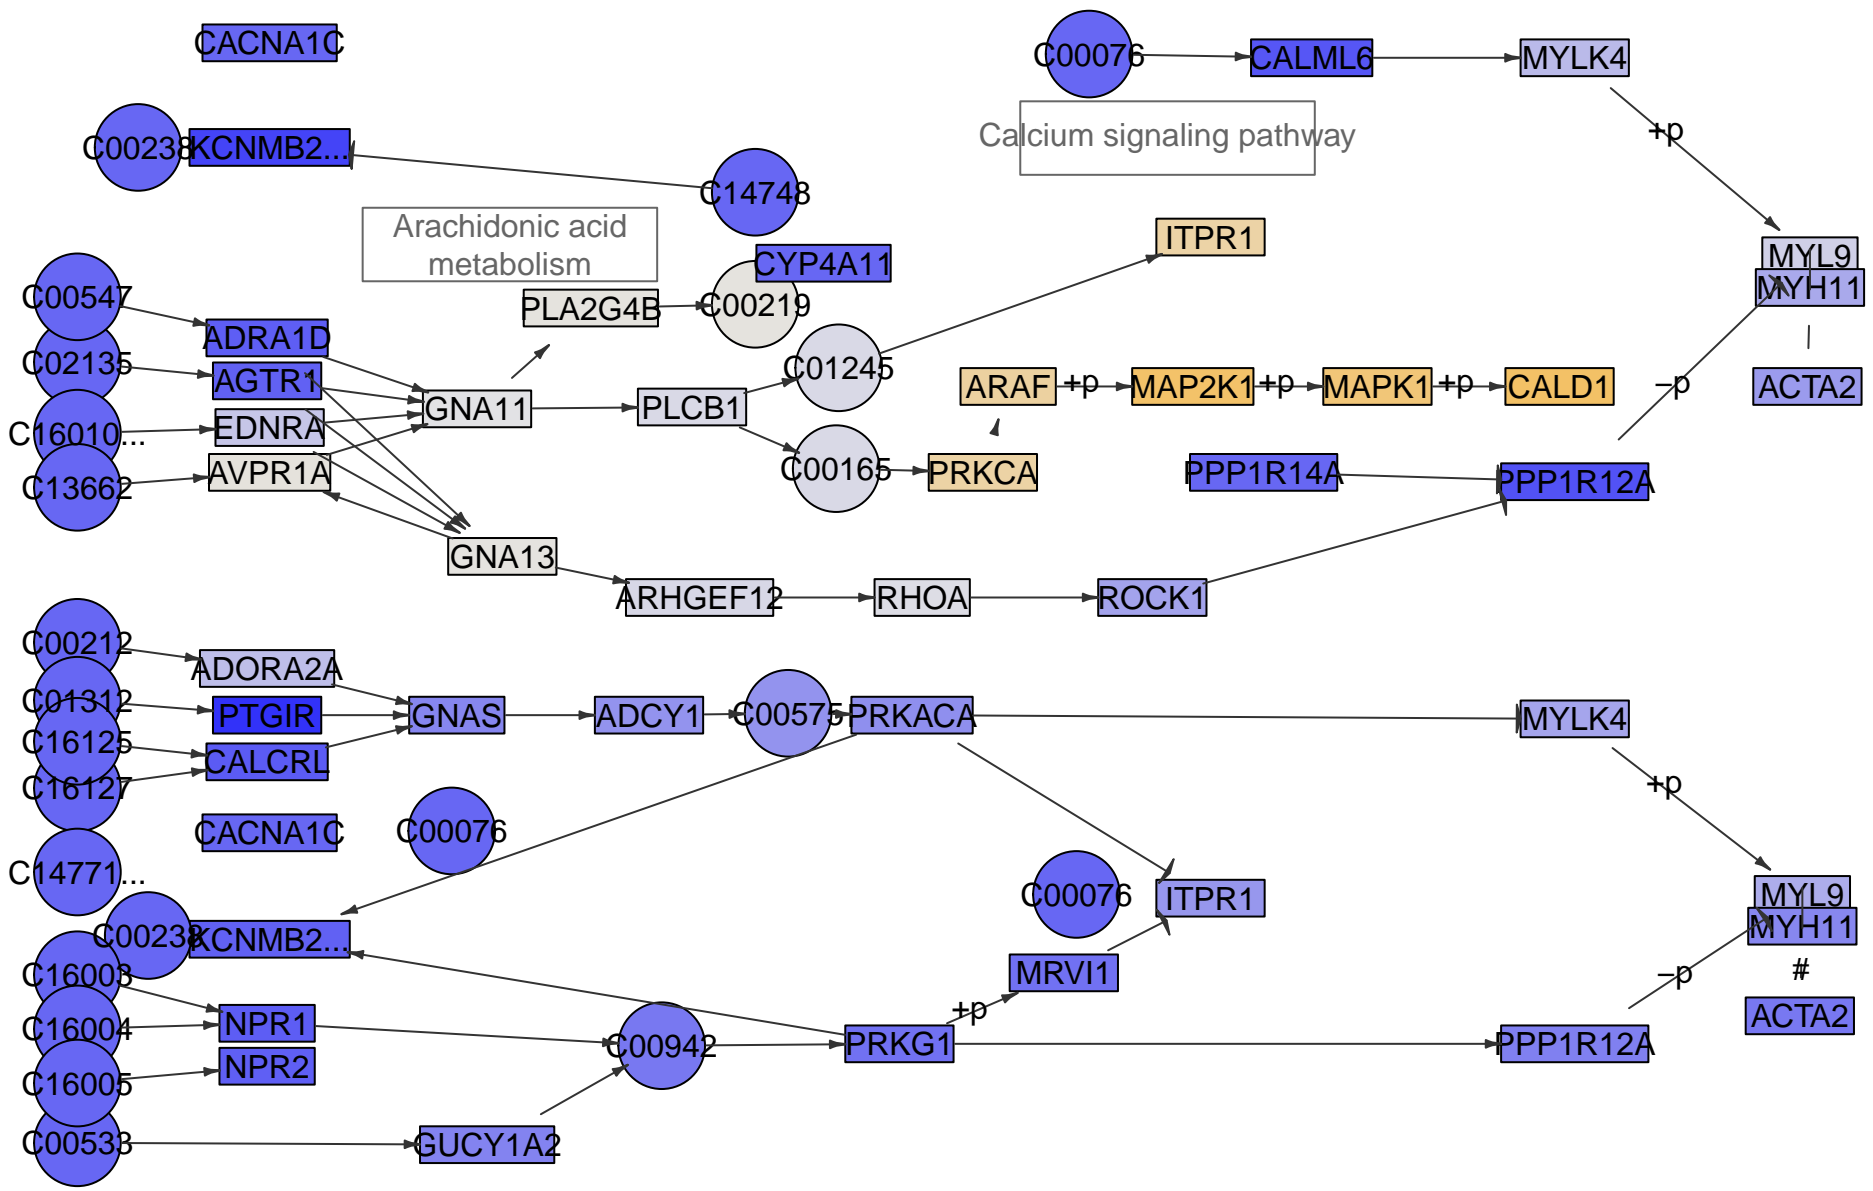 CACNA1C
C00076
CALML6
MYLK4
+p
Calcium signaling pathway
C00238
KCNMB2...
C14748
Arachidonic acid
metabolism
ITPR1
CYP4A11
MYL9
MYH11
C00547
PLA2G4B
C00219
ADRA1D
C02135
AGTR1
C01245
ARAF
+p
MAP2K1
+p
MAPK1
+p
CALD1
−p
ACTA2
GNA11
PLCB1
C16010...
EDNRA
AVPR1A
C13662
C00165
PRKCA
PPP1R14A
PPP1R12A
GNA13
ARHGEF12
RHOA
ROCK1
C00212
ADORA2A
C01312
PTGIR
GNAS
ADCY1
C00575
PRKACA
MYLK4
C16125
CALCRL
C16127
+p
CACNA1C
C00076
C14771...
C00076
ITPR1
MYL9
MYH11
C00238
KCNMB2...
C16003
MRVI1
−p
#
+p
ACTA2
C16004
NPR1
C00942
PRKG1
PPP1R12A
NPR2
C16005
C00533
GUCY1A2